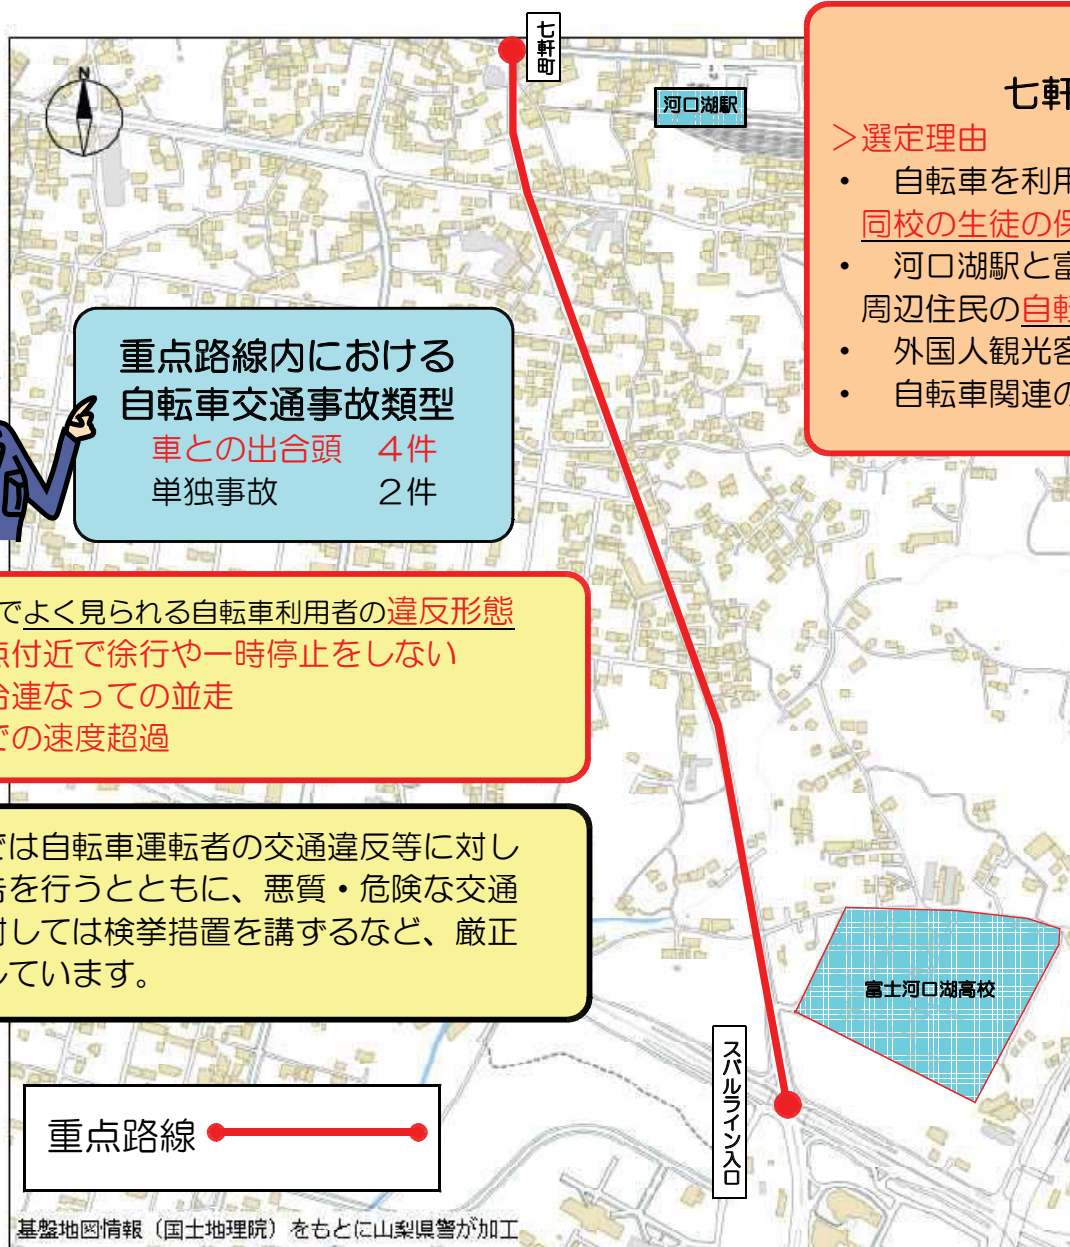 七軒町
N
河口湖駅
七軒
＞選定理由
・ 自転車を利用
同校の生徒の保
・ 河口湖駅と富
周辺住民の自転
・ 外国人観光客
・ 自転車関連の
重点路線内における
自転車交通事故類型
車との出合頭 ４件
単独事故 ２件
でよく見られる自転車利用者の違反形態
点付近で徐行や一時停止をしない
台連なっての並走
での速度超過
では自転車運転者の交通違反等に対し
告を行うとともに、悪質・危険な交通
対しては検挙措置を講ずるなど、厳正
しています。
富士河口湖高校
スバルライン入口
重点路線
基盤地図情報（国土地理院）をもとに山梨県警が加工